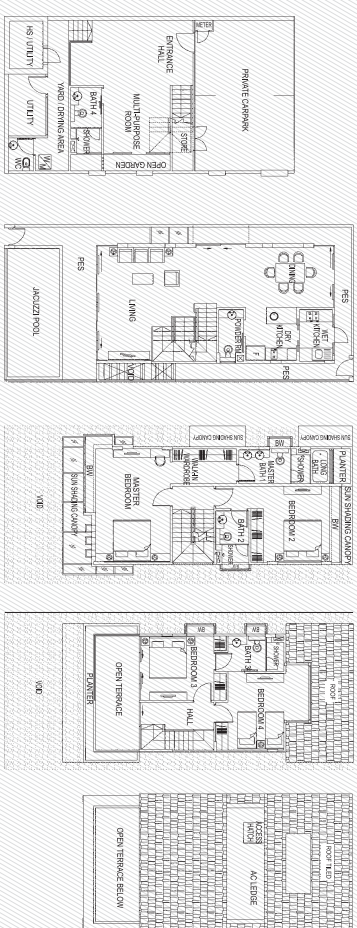 METER
PRIVATE CARPARK
ENTRANCE
HALL
STORE
MULTI-PURPOSE
ROOM
OPEN GARDEN
BATH 4
SHOWER
YARD / DRYING AREA
HS / UTILITY
UTILITY
WC
PES
DINING
WET
KITCHEN
DRY
KITCHEN
F
POWDER RM
PES
LIVING
VOID
PES
JACUZZI POOL
SUN SHADING CANOPY
SUN SHADING CANOPY
PLANTER
LONG
BATH
SHOWER
SUN SHADING CANOPY
BW
BW
MASTER
BATH 1
BEDROOM 2
WALK-IN
WARDROBE
BATH 2
SHOWER
MASTER
BEDROOM
BW
SUN SHADING CANOPY
VOID
ROOF
BW
BW
SHOWER
BATH 3
BEDROOM 4
BEDROOM 3
HALL
OPEN TERRACE
PLANTER
VOID
ROOF TILED
ACCESS
HATCH
AC LEDGE
OPEN TERRACE BELOW